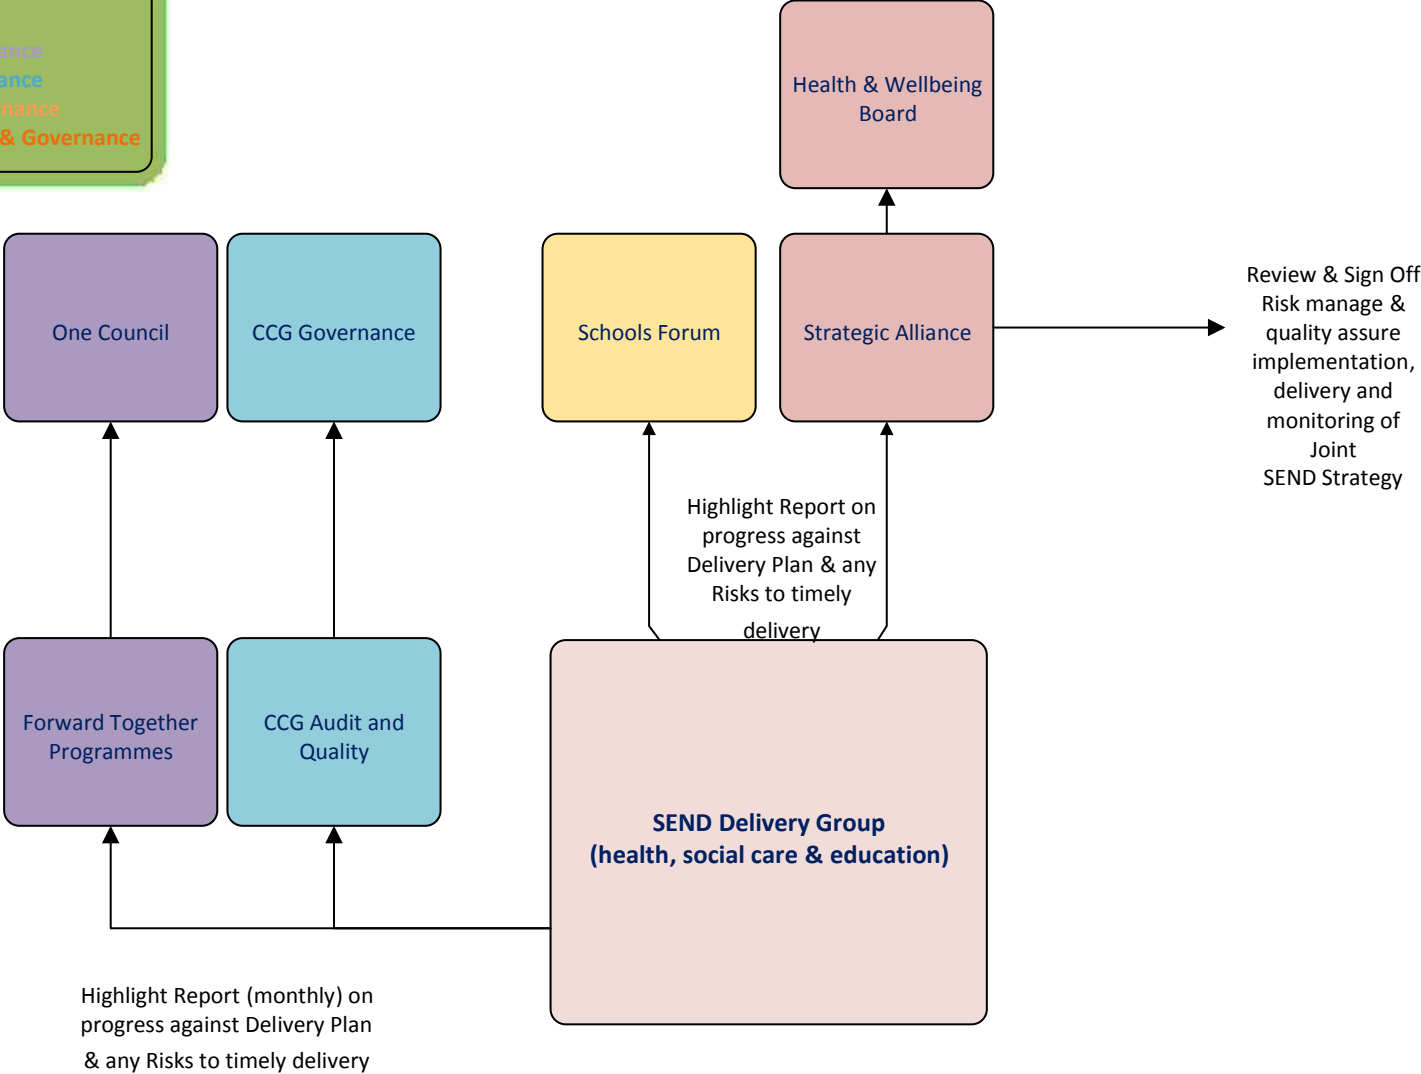 & Governance
Health & Wellbeing
Board
One Council
CCG Governance
Schools Forum
Strategic Alliance
Review & Sign Off
Risk manage &
quality assure
implementation,
delivery and
monitoring of
Joint
SEND Strategy
Highlight Report on
progress against
Delivery Plan & any
Risks to timely
delivery
Forward Together
Programmes
CCG Audit and
Quality
SEND Delivery Group
(health, social care & education)
Highlight Report (monthly) on
progress against Delivery Plan
& any Risks to timely delivery